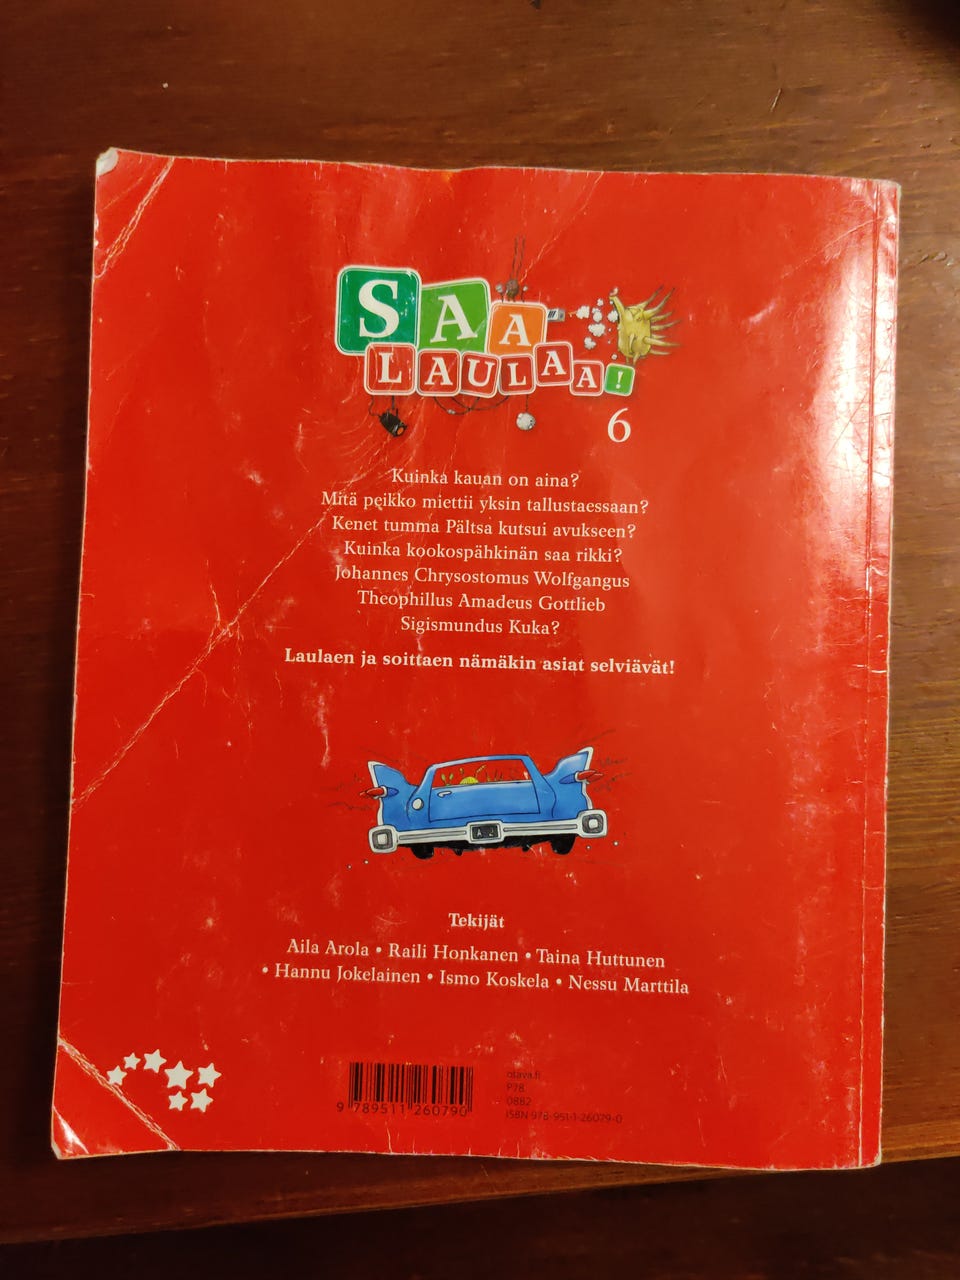 SAA
LAULAA!
6
Kuinka kauan on aina?
Mitä peikko miettii yksin tallustaessaan?
Kenet tumma Pältsa kutsui avukseen?
Kuinka kookospähkinän saa rikki?
Johannes Chrysostomus Wolfgangus
Theophillus Amadeus Gottlieb
Sigismundus Kuka?
Laulaen ja soittaen nämäkin asiat selviävät!
A 2
Tekijät
Aila Arola • Raili Honkanen • Taina Huttunen
• Hannu Jokelainen • Ismo Koskela • Nessu Marttila
9 789511 260790
otava.fi
P78
0882
ISBN 978-951-1-26079-0